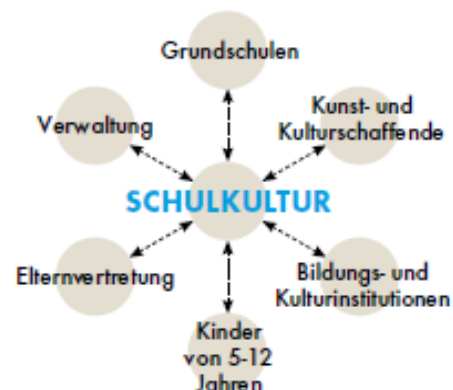 Grundschulen
Kunst- und
Kulturschaffende
Verwaltung
SCHULKULTUR
Elternvertretung
Bildungs- und
Kulturinstitutionen
Kinder
von 5-12
Jahren